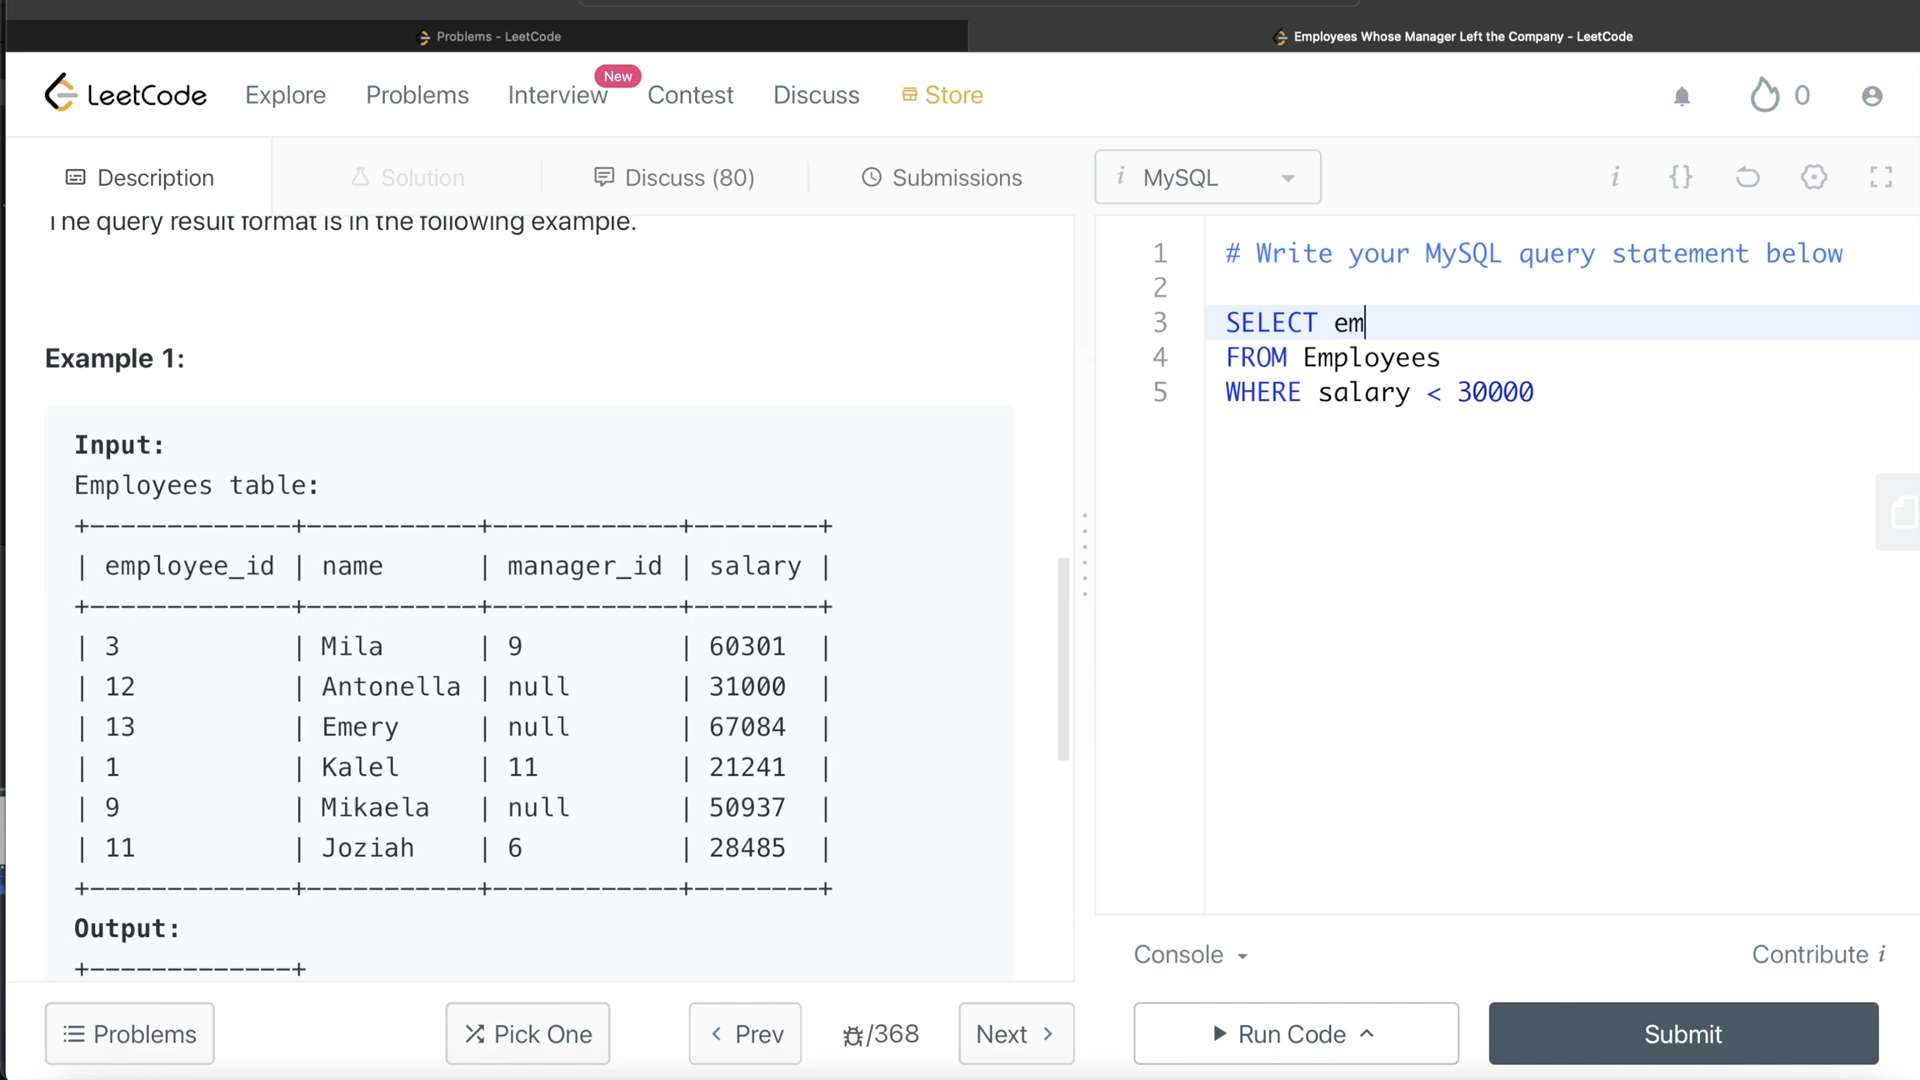 Problems - LeetCode
Employees Whose Manager Left the Company - LeetCode
LeetCode Explore Problems Interview New Contest Discuss Store 0
Description Solution Discuss (80) Submissions
The query result format is in the following example.
Example 1:
Input:
Employees table:
+-------------+-----------+------------+--------+
| employee_id | name      | manager_id | salary |
+-------------+-----------+------------+--------+
| 3           | Mila      | 9          | 60301  |
| 12          | Antonella | null       | 31000  |
| 13          | Emery     | null       | 67084  |
| 1           | Kalel     | 11         | 21241  |
| 9           | Mikaela   | null       | 50937  |
| 11          | Joziah    | 6          | 28485  |
+-------------+-----------+------------+--------+
Output:
+-------------+
Problems Pick One Prev /368 Next
i MySQL i {}
1 # Write your MySQL query statement below
2
3 SELECT em
4 FROM Employees
5 WHERE salary < 30000
Console Contribute i
Run Code Submit